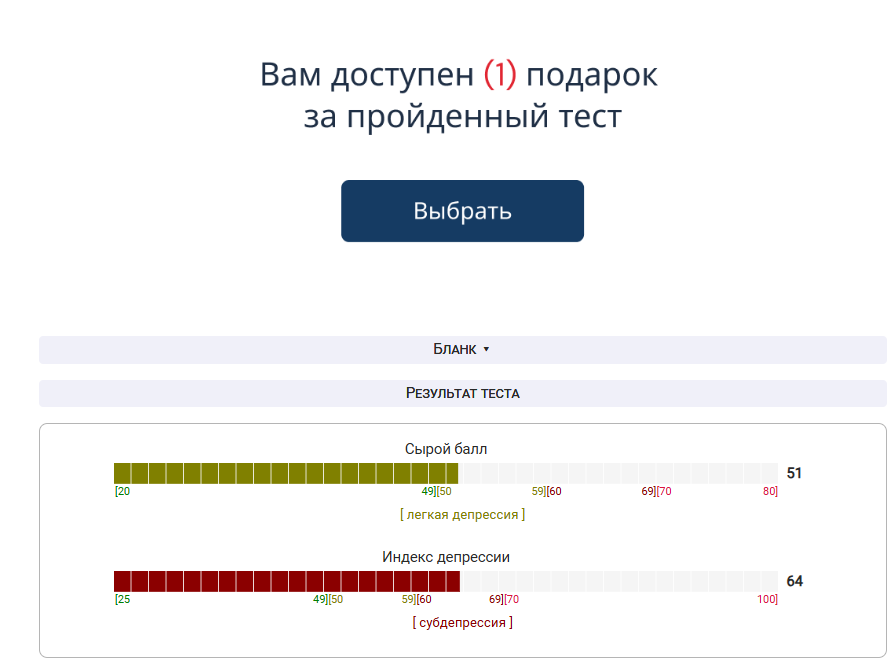 Вам доступен (1) подарок
за пройденный тест
Выбрать
Бланк ▾
Результат теста
Сырой балл
51
[20 49][50 59][60 69][70 80]
[ легкая депрессия ]
Индекс депрессии
64
[25 49][50 59][60 69][70 100]
[ субдепрессия ]